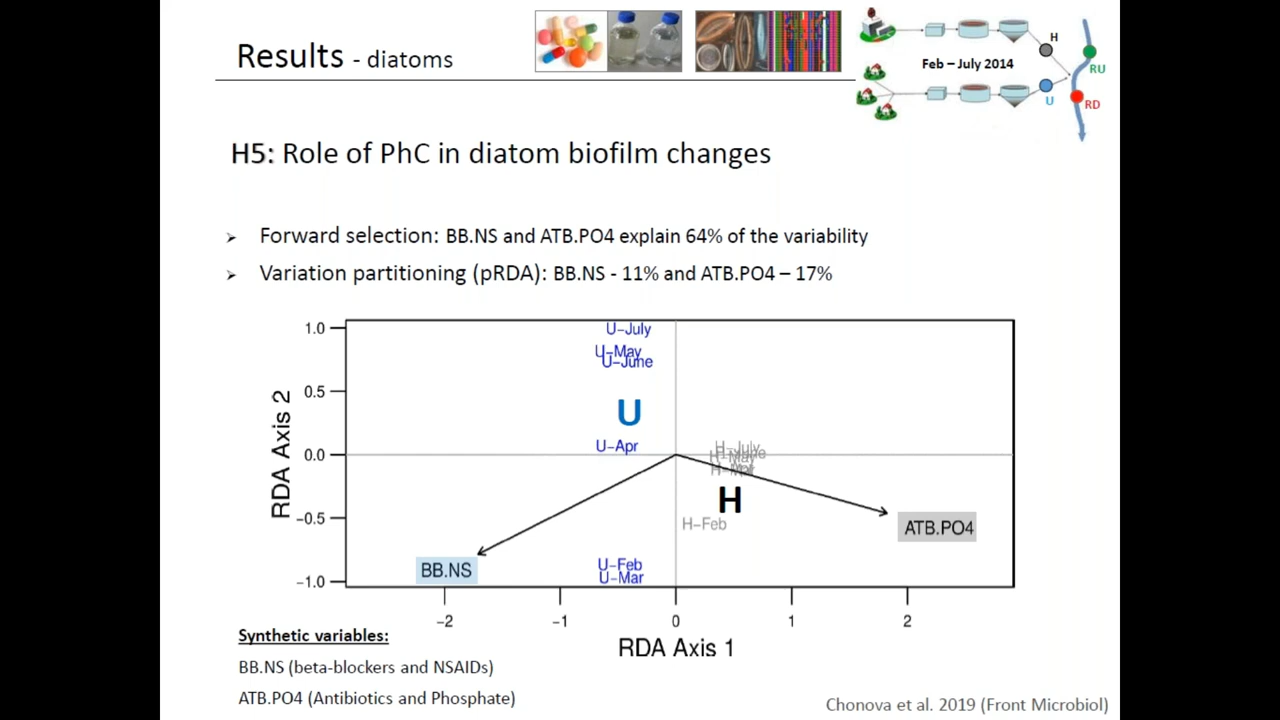 Results - diatoms
H
Feb – July 2014
RU
U
RD
H5: Role of PhC in diatom biofilm changes
➢ Forward selection: BB.NS and ATB.PO4 explain 64% of the variability
➢ Variation partitioning (pRDA): BB.NS - 11% and ATB.PO4 – 17%
1.0
U-July
U-May
U-June
0.5
U
RDA Axis 2
U-Apr
H-July
H-June
H-May
0.0
H
-0.5
H-Feb
ATB.PO4
BB.NS
U-Feb
U-Mar
-1.0
-2
-1
0
1
2
RDA Axis 1
Synthetic variables:
BB.NS (beta-blockers and NSAIDs)
ATB.PO4 (Antibiotics and Phosphate)
Chonova et al. 2019 (Front Microbiol)